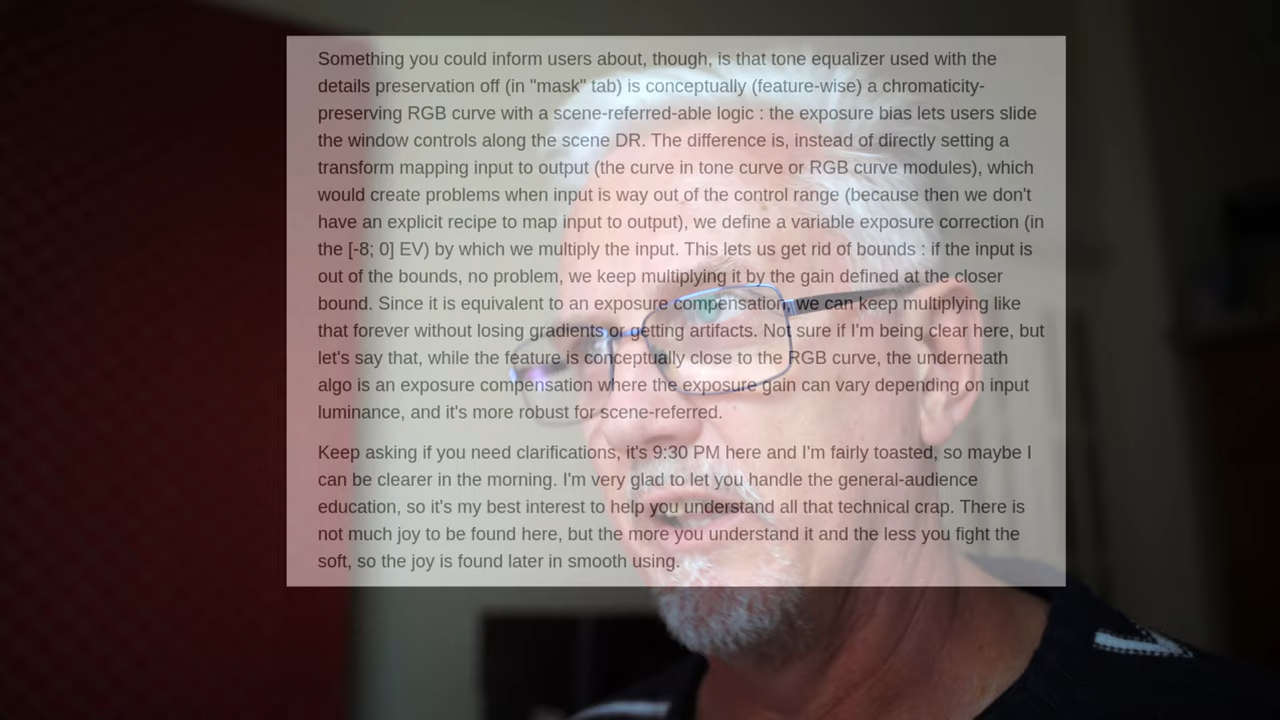 Something you could inform users about, though, is that tone equalizer used with the
details preservation off (in "mask" tab) is conceptually (feature-wise) a chromaticity-
preserving RGB curve with a scene-referred-able logic : the exposure bias lets users slide
the window controls along the scene DR. The difference is, instead of directly setting a
transform mapping input to output (the curve in tone curve or RGB curve modules), which
would create problems when input is way out of the control range (because then we don't
have an explicit recipe to map input to output), we define a variable exposure correction (in
the [-8; 0] EV) by which we multiply the input. This lets us get rid of bounds : if the input is
out of the bounds, no problem, we keep multiplying it by the gain defined at the closer
bound. Since it is equivalent to an exposure compensation, we can keep multiplying like
that forever without losing gradients or getting artifacts. Not sure if I'm being clear here, but
let's say that, while the feature is conceptually close to the RGB curve, the underneath
algo is an exposure compensation where the exposure gain can vary depending on input
luminance, and it's more robust for scene-referred.
Keep asking if you need clarifications, it's 9:30 PM here and I'm fairly toasted, so maybe I
can be clearer in the morning. I'm very glad to let you handle the general-audience
education, so it's my best interest to help you understand all that technical crap. There is
not much joy to be found here, but the more you understand it and the less you fight the
soft, so the joy is found later in smooth using.